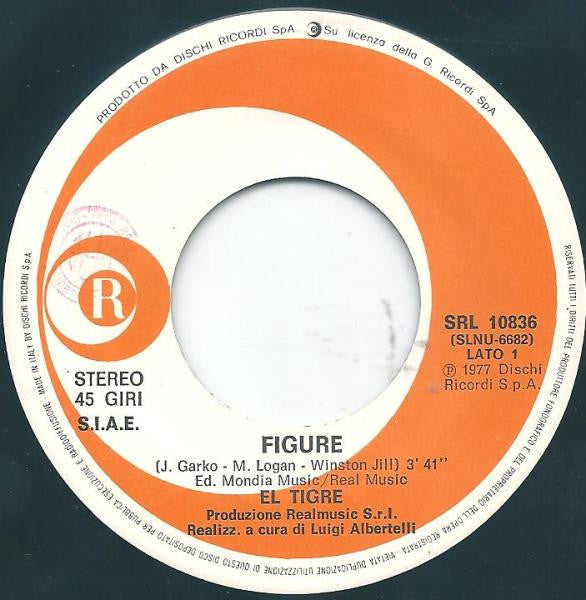 PRODOTTO DA DISCHI RICORDI SpA Su licenza della G. Ricordi SpA
R
STEREO
45 GIRI
S.I.A.E.
SRL 10836
(SLNU-6682)
LATO 1
℗ 1977 Dischi
Ricordi S.p.A.
FIGURE
(J. Garko - M. Logan - Winston Jill) 3' 41''
Ed. Mondia Music/Real Music
EL TIGRE
Produzione Realmusic S.r.l.
Realizz. a cura di Luigi Albertelli
RISERVATI TUTTI I DIRITTI DEL PRODUTTORE FONOGRAFICO E DEL PROPRIETARIO DELL'OPERA REGISTRATA - VIETATA DUPLICAZIONE UTILIZZAZIONE DI QUESTO DISCO DEPOSITATO PER PUBBLICA ESECUZIONE E RADIODIFFUSIONE. MADE IN ITALY BY DISCHI RICORDI S.p.A.